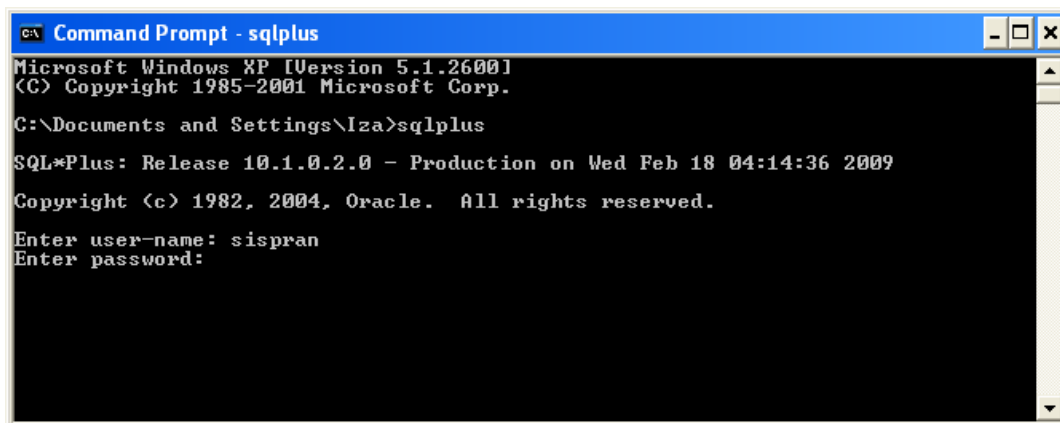 Command Prompt - sqlplus
Microsoft Windows XP [Version 5.1.2600]
(C) Copyright 1985-2001 Microsoft Corp.
C:\Documents and Settings\Iza>sqlplus
SQL*Plus: Release 10.1.0.2.0 - Production on Wed Feb 18 04:14:36 2009
Copyright (c) 1982, 2004, Oracle.  All rights reserved.
Enter user-name: sispran
Enter password: